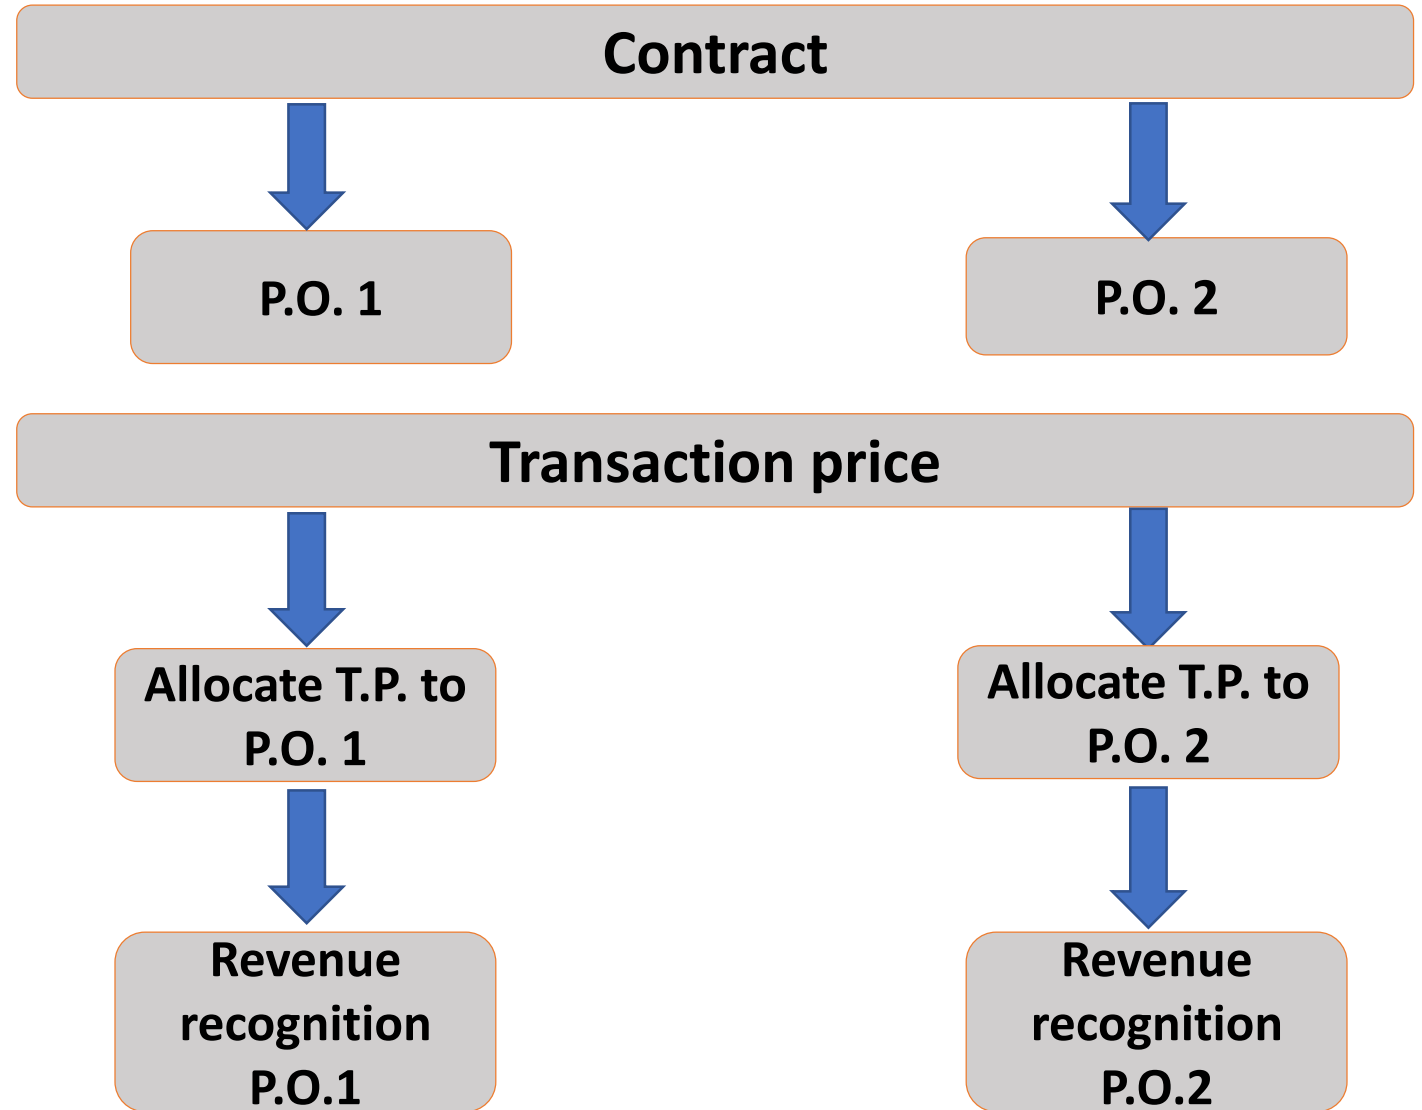 Contract
P.O. 1
P.O. 2
Transaction price
Allocate T.P. to
P.O. 1
Allocate T.P. to
P.O. 2
Revenue
recognition
P.O.1
Revenue
recognition
P.O.2